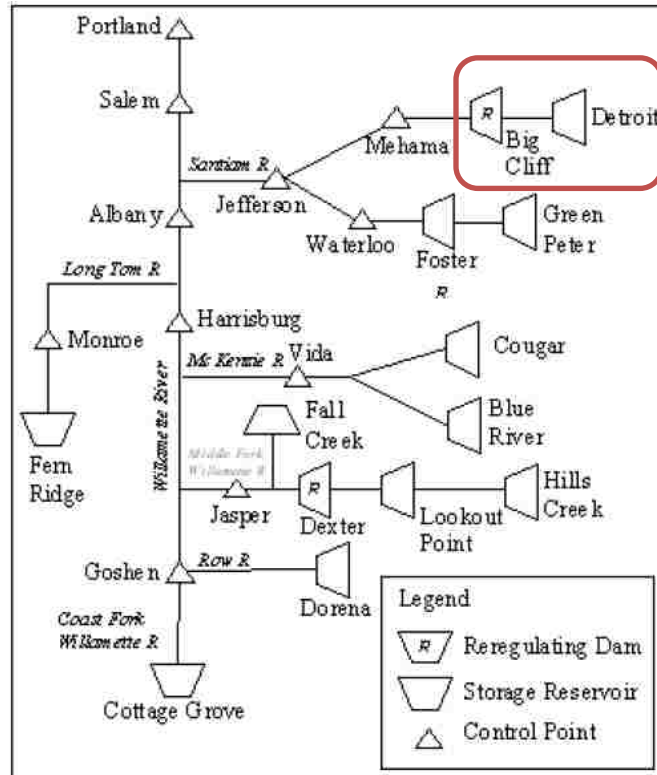 Portland
Salem
Mehama
R
Big
Cliff
Detroit
Santiam R
Jefferson
Albany
Waterloo
Foster
Green
Peter
R
Long Tom R
Monroe
Harrisburg
Mc Kenzie R
Vida
Cougar
Blue
River
Fern
Ridge
Willamette River
Fall
Creek
Middle Fork
Willamette R
Jasper
R
Dexter
Lookout
Point
Hills
Creek
Goshen
Row R
Dorena
Coast Fork
Willamette R
Cottage Grove
Legend
R
Reregulating Dam
Storage Reservoir
Control Point